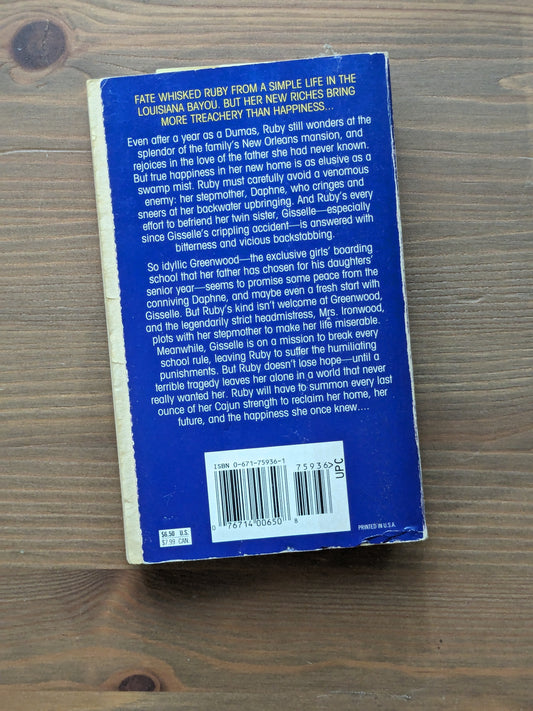 FATE WHISKED RUBY FROM A SIMPLE LIFE IN THE
LOUISIANA BAYOU. BUT HER NEW RICHES BRING
MORE TREACHERY THAN HAPPINESS...
Even after a year as a Dumas, Ruby still wonders at the
splendor of the family's New Orleans mansion, and
rejoices in the love of the father she had never known.
But true happiness in her new home is as elusive as a
swamp mist. Ruby must carefully avoid a venomous
enemy: her stepmother, Daphne, who cringes and
sneers at her backwater upbringing. And Ruby's every
effort to befriend her twin sister, Gisselle—especially
since Gisselle's crippling accident—is answered with
bitterness and vicious backstabbing.
So idyllic Greenwood—the exclusive girls' boarding
school that her father has chosen for his daughters'
senior year—seems to promise some peace from the
conniving Daphne, and maybe even a fresh start with
Gisselle. But Ruby's kind isn't welcome at Greenwood,
and the legendarily strict headmistress, Mrs. Ironwood,
plots with her stepmother to make her life miserable.
Meanwhile, Gisselle is on a mission to break every
school rule, leaving Ruby to suffer the humiliating
punishments. But Ruby doesn't lose hope—until a
terrible tragedy leaves her alone in a world that never
really wanted her. Ruby will have to summon every last
ounce of her Cajun strength to reclaim her home, her
future, and the happiness she once knew....
ISBN 0-671-75936-1
75936>
UPC
0 76714 00650 8
$6.50 U.S.
$7.99 CAN.
PRINTED IN U.S.A.